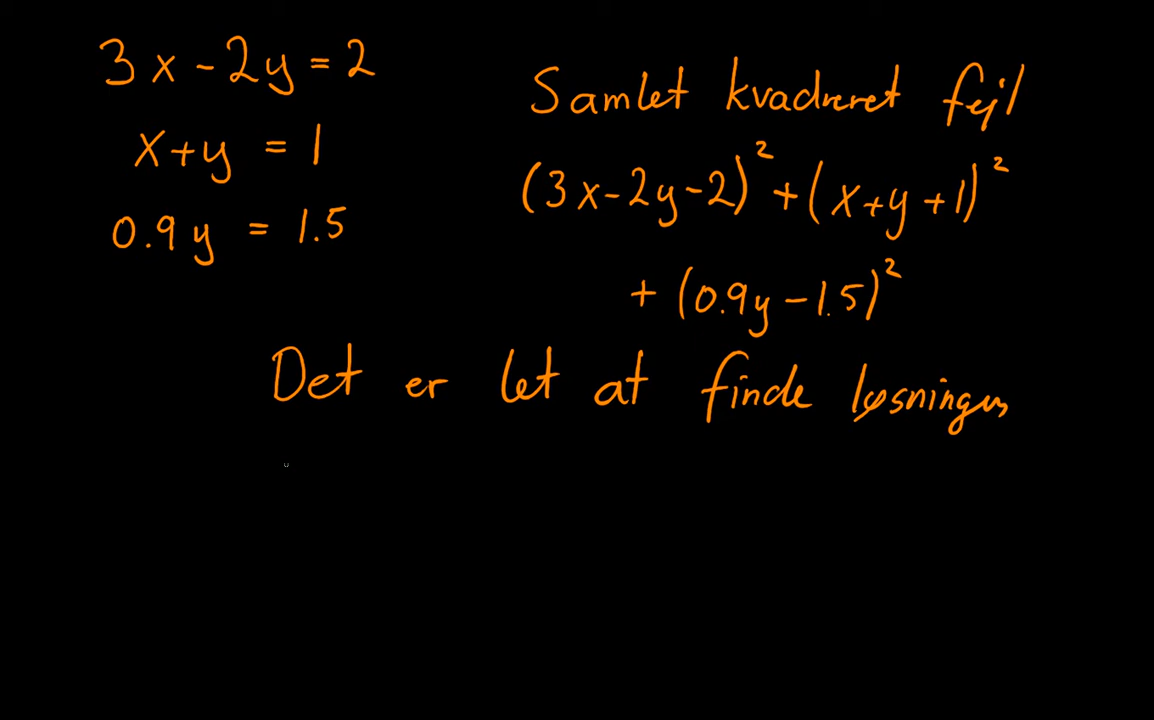 3x - 2y = 2
x + y = 1
0.9y = 1.5
Samlet kvadreret fejl
(3x - 2y - 2)² + (x + y + 1)²
+ (0.9y - 1.5)²
Det er let at finde løsningen